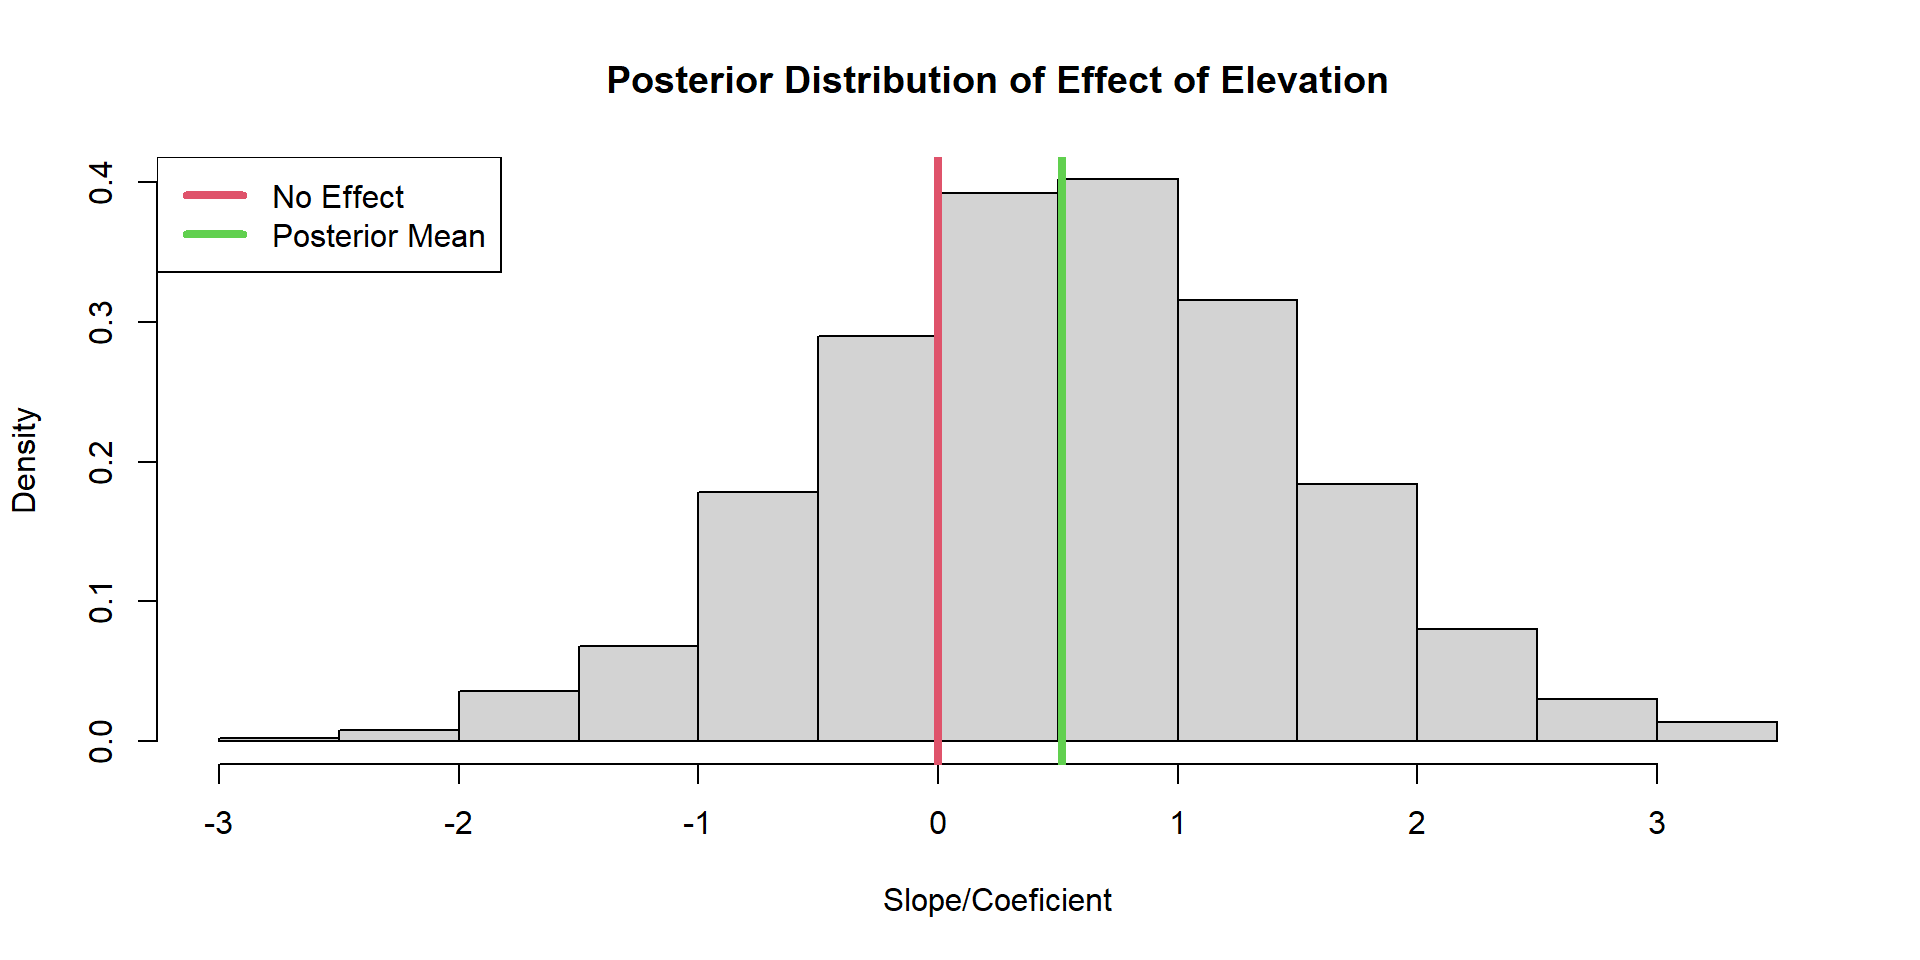 Posterior Distribution of Effect of Elevation
No Effect
Posterior Mean
Density
0.0
0.1
0.2
0.3
0.4
-3
-2
-1
0
1
2
3
Slope/Coeficient